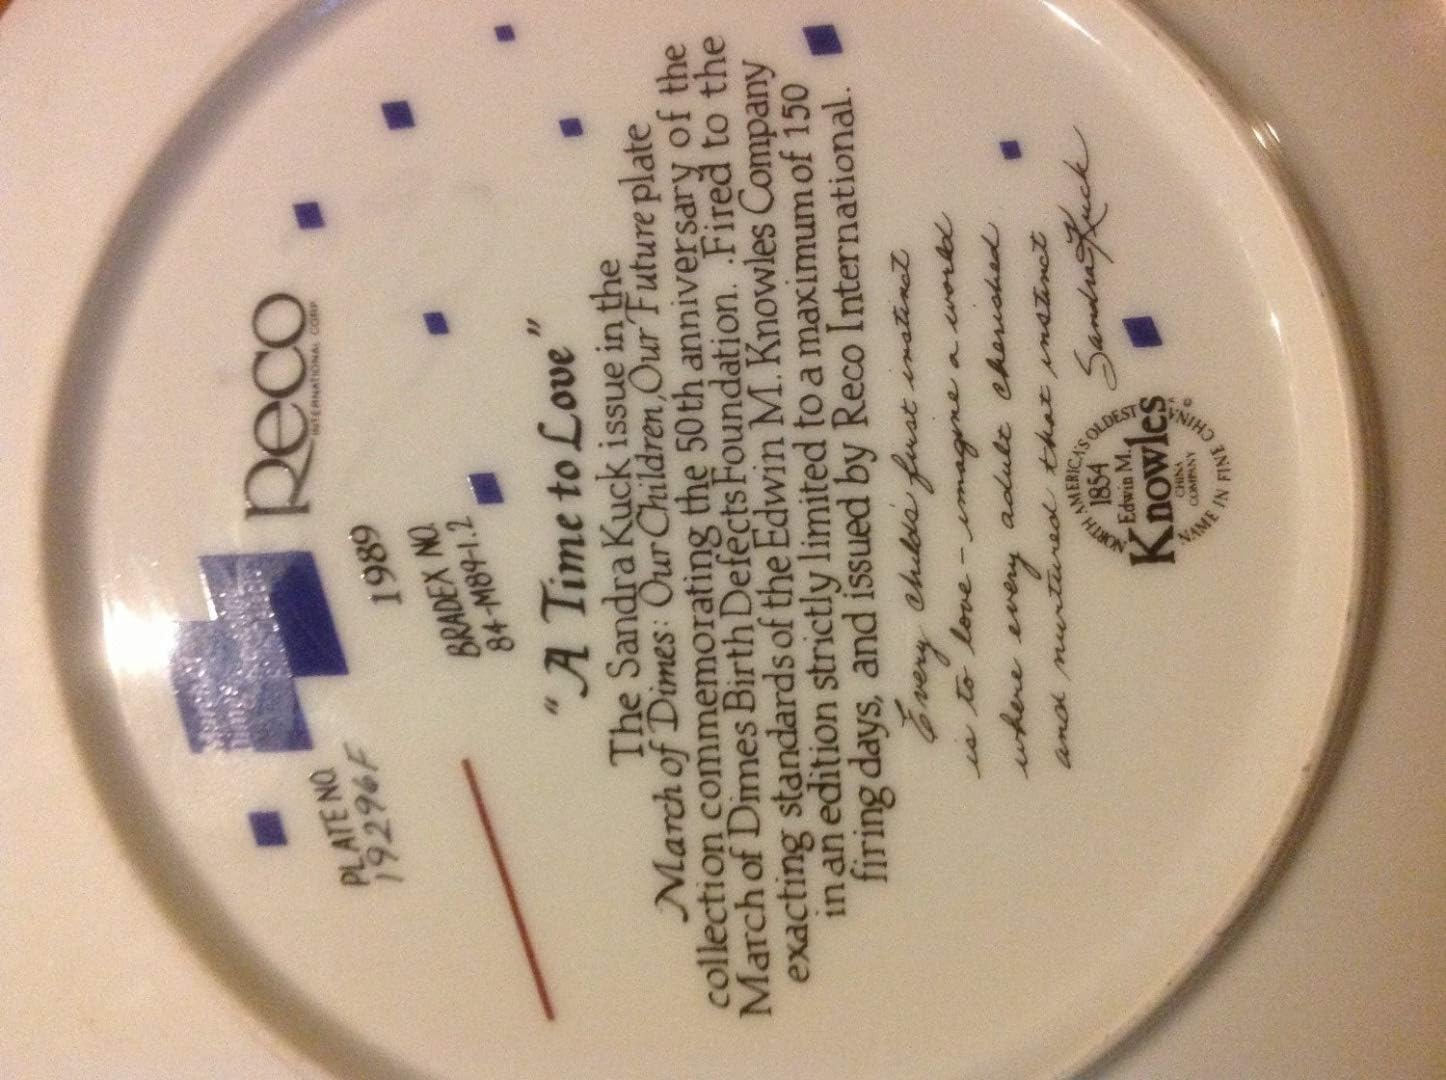 Reco
INTERNATIONAL CORP.
PLATE NO.
19296F
1989
BRADEX NO.
84-M89-1.2
"A Time to Love"
The Sandra Kuck issue in the
March of Dimes: Our Children, Our Future plate
collection commemorating the 50th anniversary of the
March of Dimes Birth Defects Foundation. .Fired to the
exacting standards of the Edwin M. Knowles Company
in an edition strictly limited to a maximum of 150
firing days, and issued by Reco International.
Every child's first instinct
is to love - imagine a world
where every adult cherished
and nurtured that instinct
Sandra Kuck
NORTH AMERICA'S OLDEST
1854
Edwin M.
Knowles
CHINA
COMPANY
NAME IN FINE CHINA